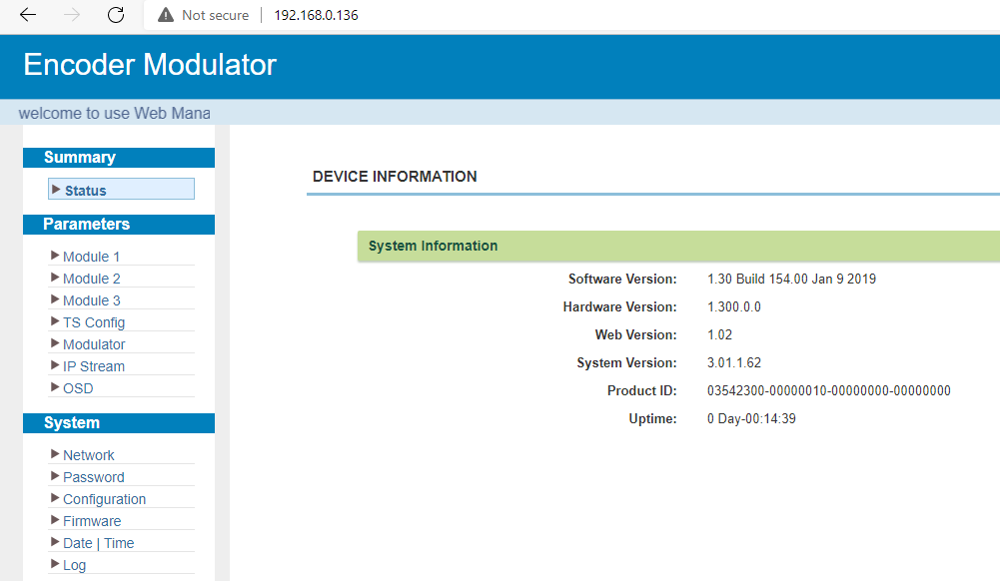 Not secure 192.168.0.136
Encoder Modulator
welcome to use Web Mana
Summary
Status
Parameters
Module 1
Module 2
Module 3
TS Config
Modulator
IP Stream
OSD
System
Network
Password
Configuration
Firmware
Date | Time
Log
DEVICE INFORMATION
System Information
Software Version: 1.30 Build 154.00 Jan 9 2019
Hardware Version: 1.300.0.0
Web Version: 1.02
System Version: 3.01.1.62
Product ID: 03542300-00000010-00000000-00000000
Uptime: 0 Day-00:14:39